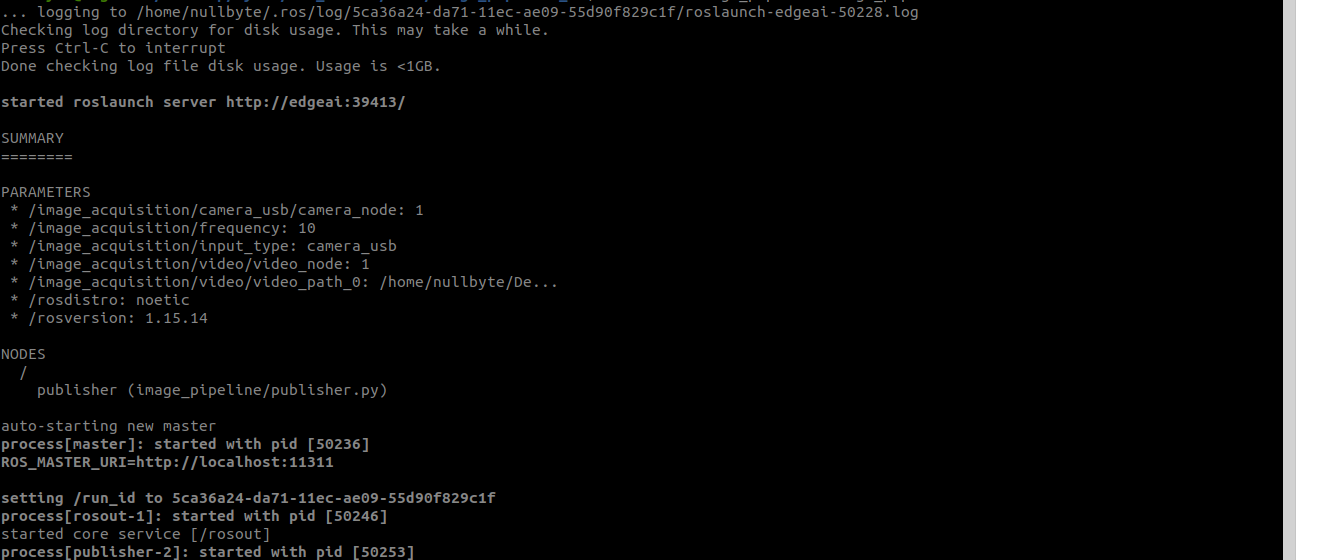 ... logging to /home/nullbyte/.ros/log/5ca36a24-da71-11ec-ae09-55d90f829c1f/roslaunch-edgeai-50228.log
Checking log directory for disk usage. This may take a while.
Press Ctrl-C to interrupt
Done checking log file disk usage. Usage is <1GB.
started roslaunch server http://edgeai:39413/
SUMMARY
========
PARAMETERS
* /image_acquisition/camera_usb/camera_node: 1
* /image_acquisition/frequency: 10
* /image_acquisition/input_type: camera_usb
* /image_acquisition/video/video_node: 1
* /image_acquisition/video/video_path_0: /home/nullbyte/De...
* /rosdistro: noetic
* /rosversion: 1.15.14
NODES
/
publisher (image_pipeline/publisher.py)
auto-starting new master
process[master]: started with pid [50236]
ROS_MASTER_URI=http://localhost:11311
setting /run_id to 5ca36a24-da71-11ec-ae09-55d90f829c1f
process[rosout-1]: started with pid [50246]
started core service [/rosout]
process[publisher-2]: started with pid [50253]